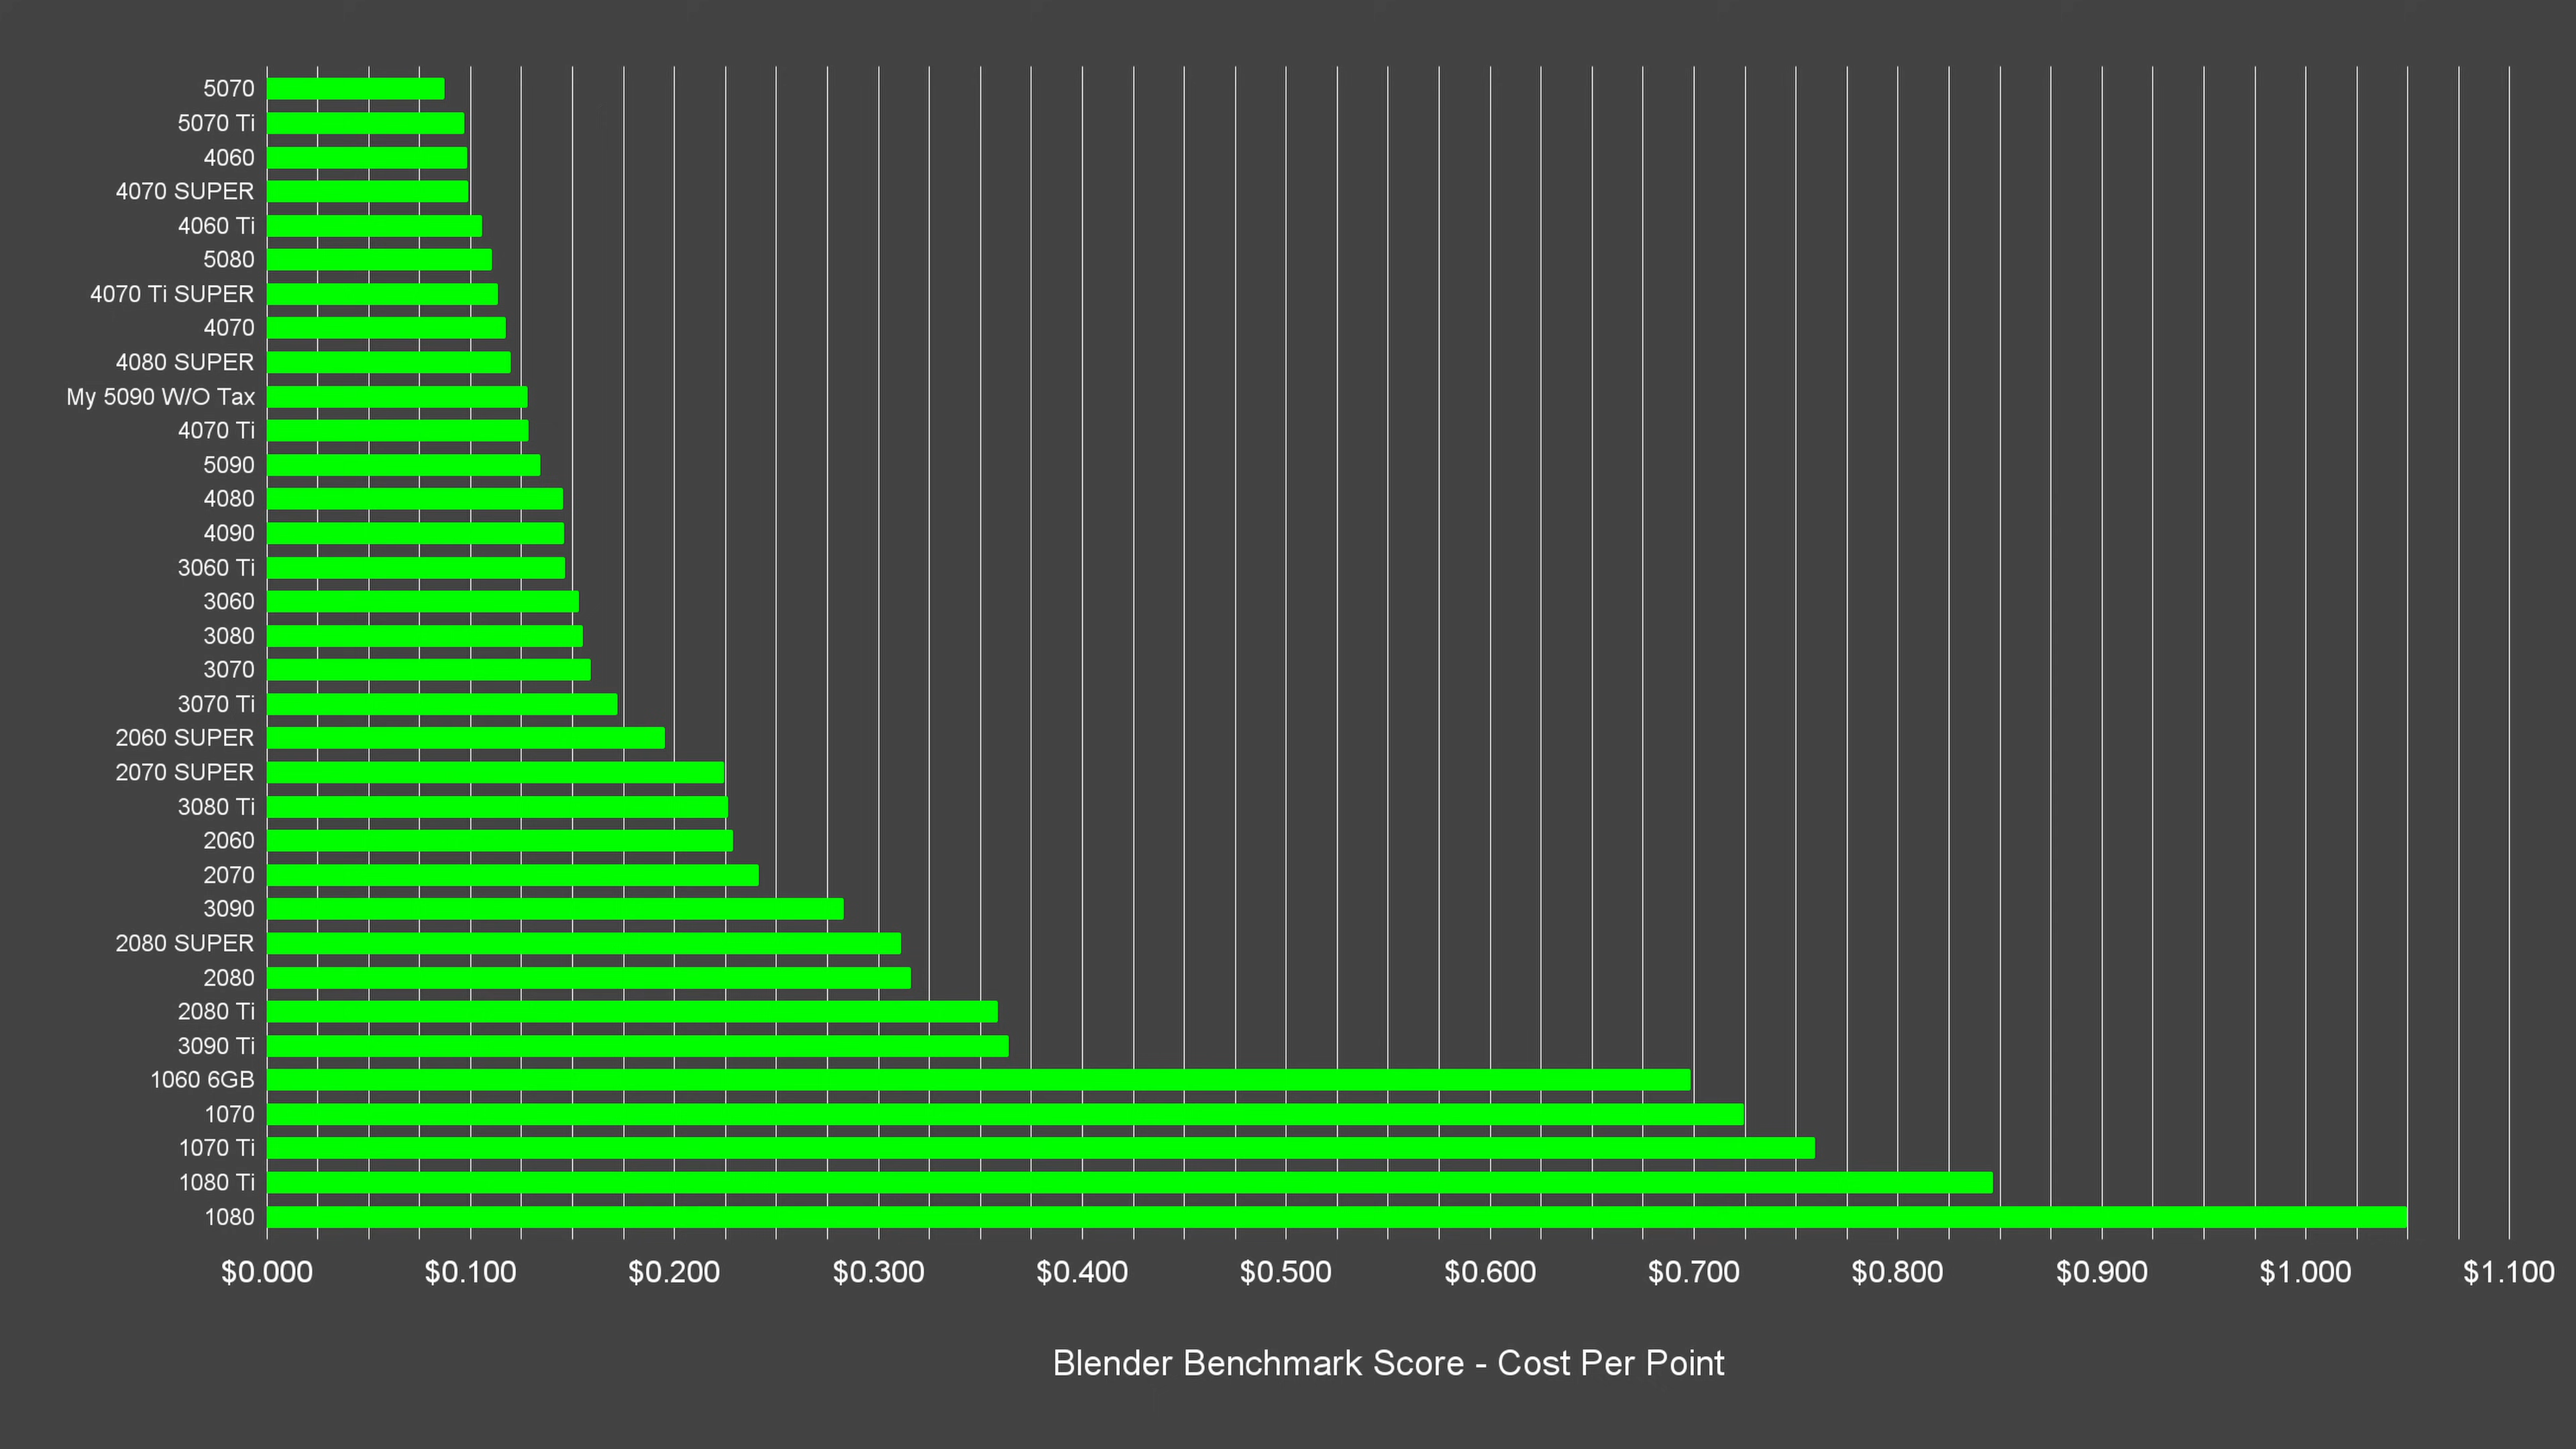 5070
5070 Ti
4060
4070 SUPER
4060 Ti
5080
4070 Ti SUPER
4070
4080 SUPER
My 5090 W/O Tax
4070 Ti
5090
4080
4090
3060 Ti
3060
3080
3070
3070 Ti
2060 SUPER
2070 SUPER
3080 Ti
2060
2070
3090
2080 SUPER
2080
2080 Ti
3090 Ti
1060 6GB
1070
1070 Ti
1080 Ti
1080
$0.000 $0.100 $0.200 $0.300 $0.400 $0.500 $0.600 $0.700 $0.800 $0.900 $1.000 $1.100
Blender Benchmark Score - Cost Per Point